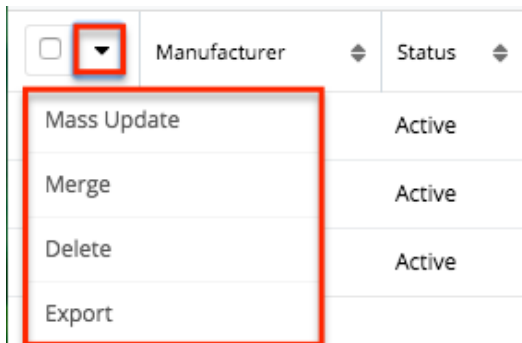 Manufacturer Status
Mass Update Active
Merge Active
Delete Active
Export